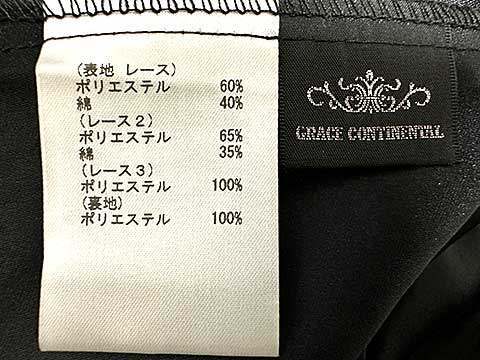 (表地 レース)
ポリエステル 60%
綿 40%
(レース2)
ポリエステル 65%
綿 35%
(レース3)
ポリエステル 100%
(裏地)
ポリエステル 100%
GRACE CONTINENTAL